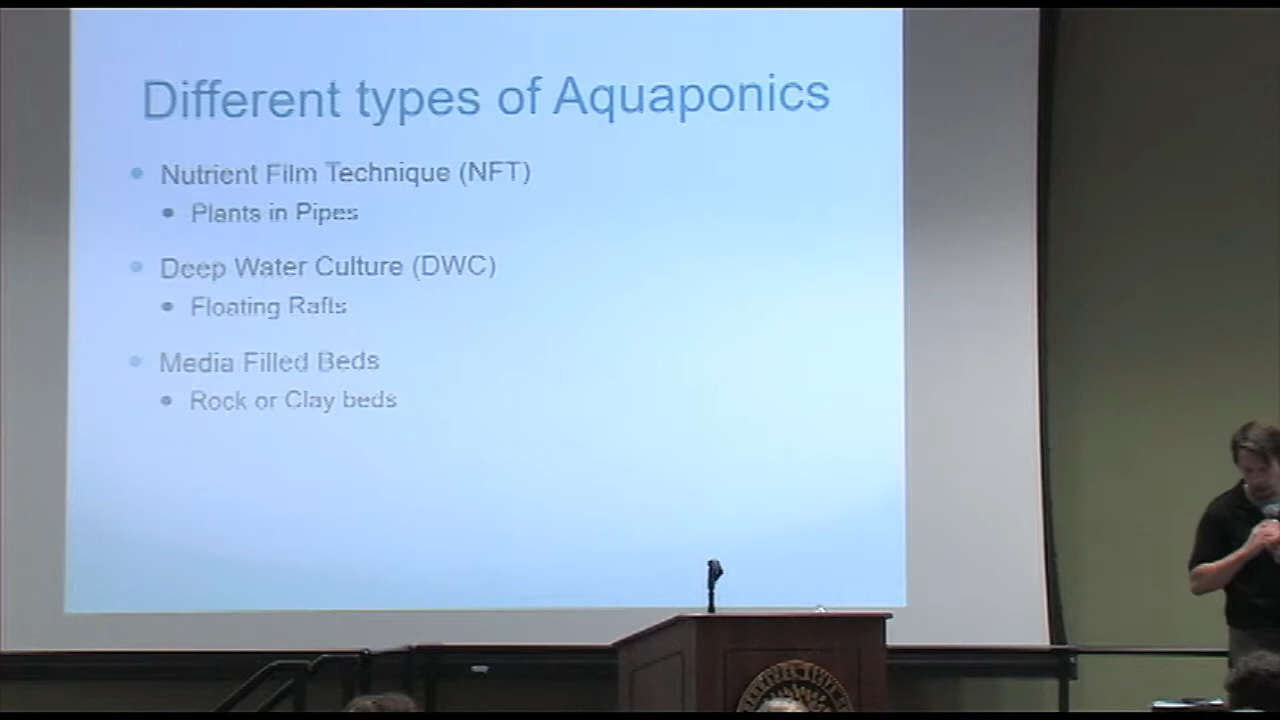 Different types of Aquaponics
• Nutrient Film Technique (NFT)
• Plants in Pipes
• Deep Water Culture (DWC)
• Floating Rafts
• Media Filled Beds
• Rock or Clay beds